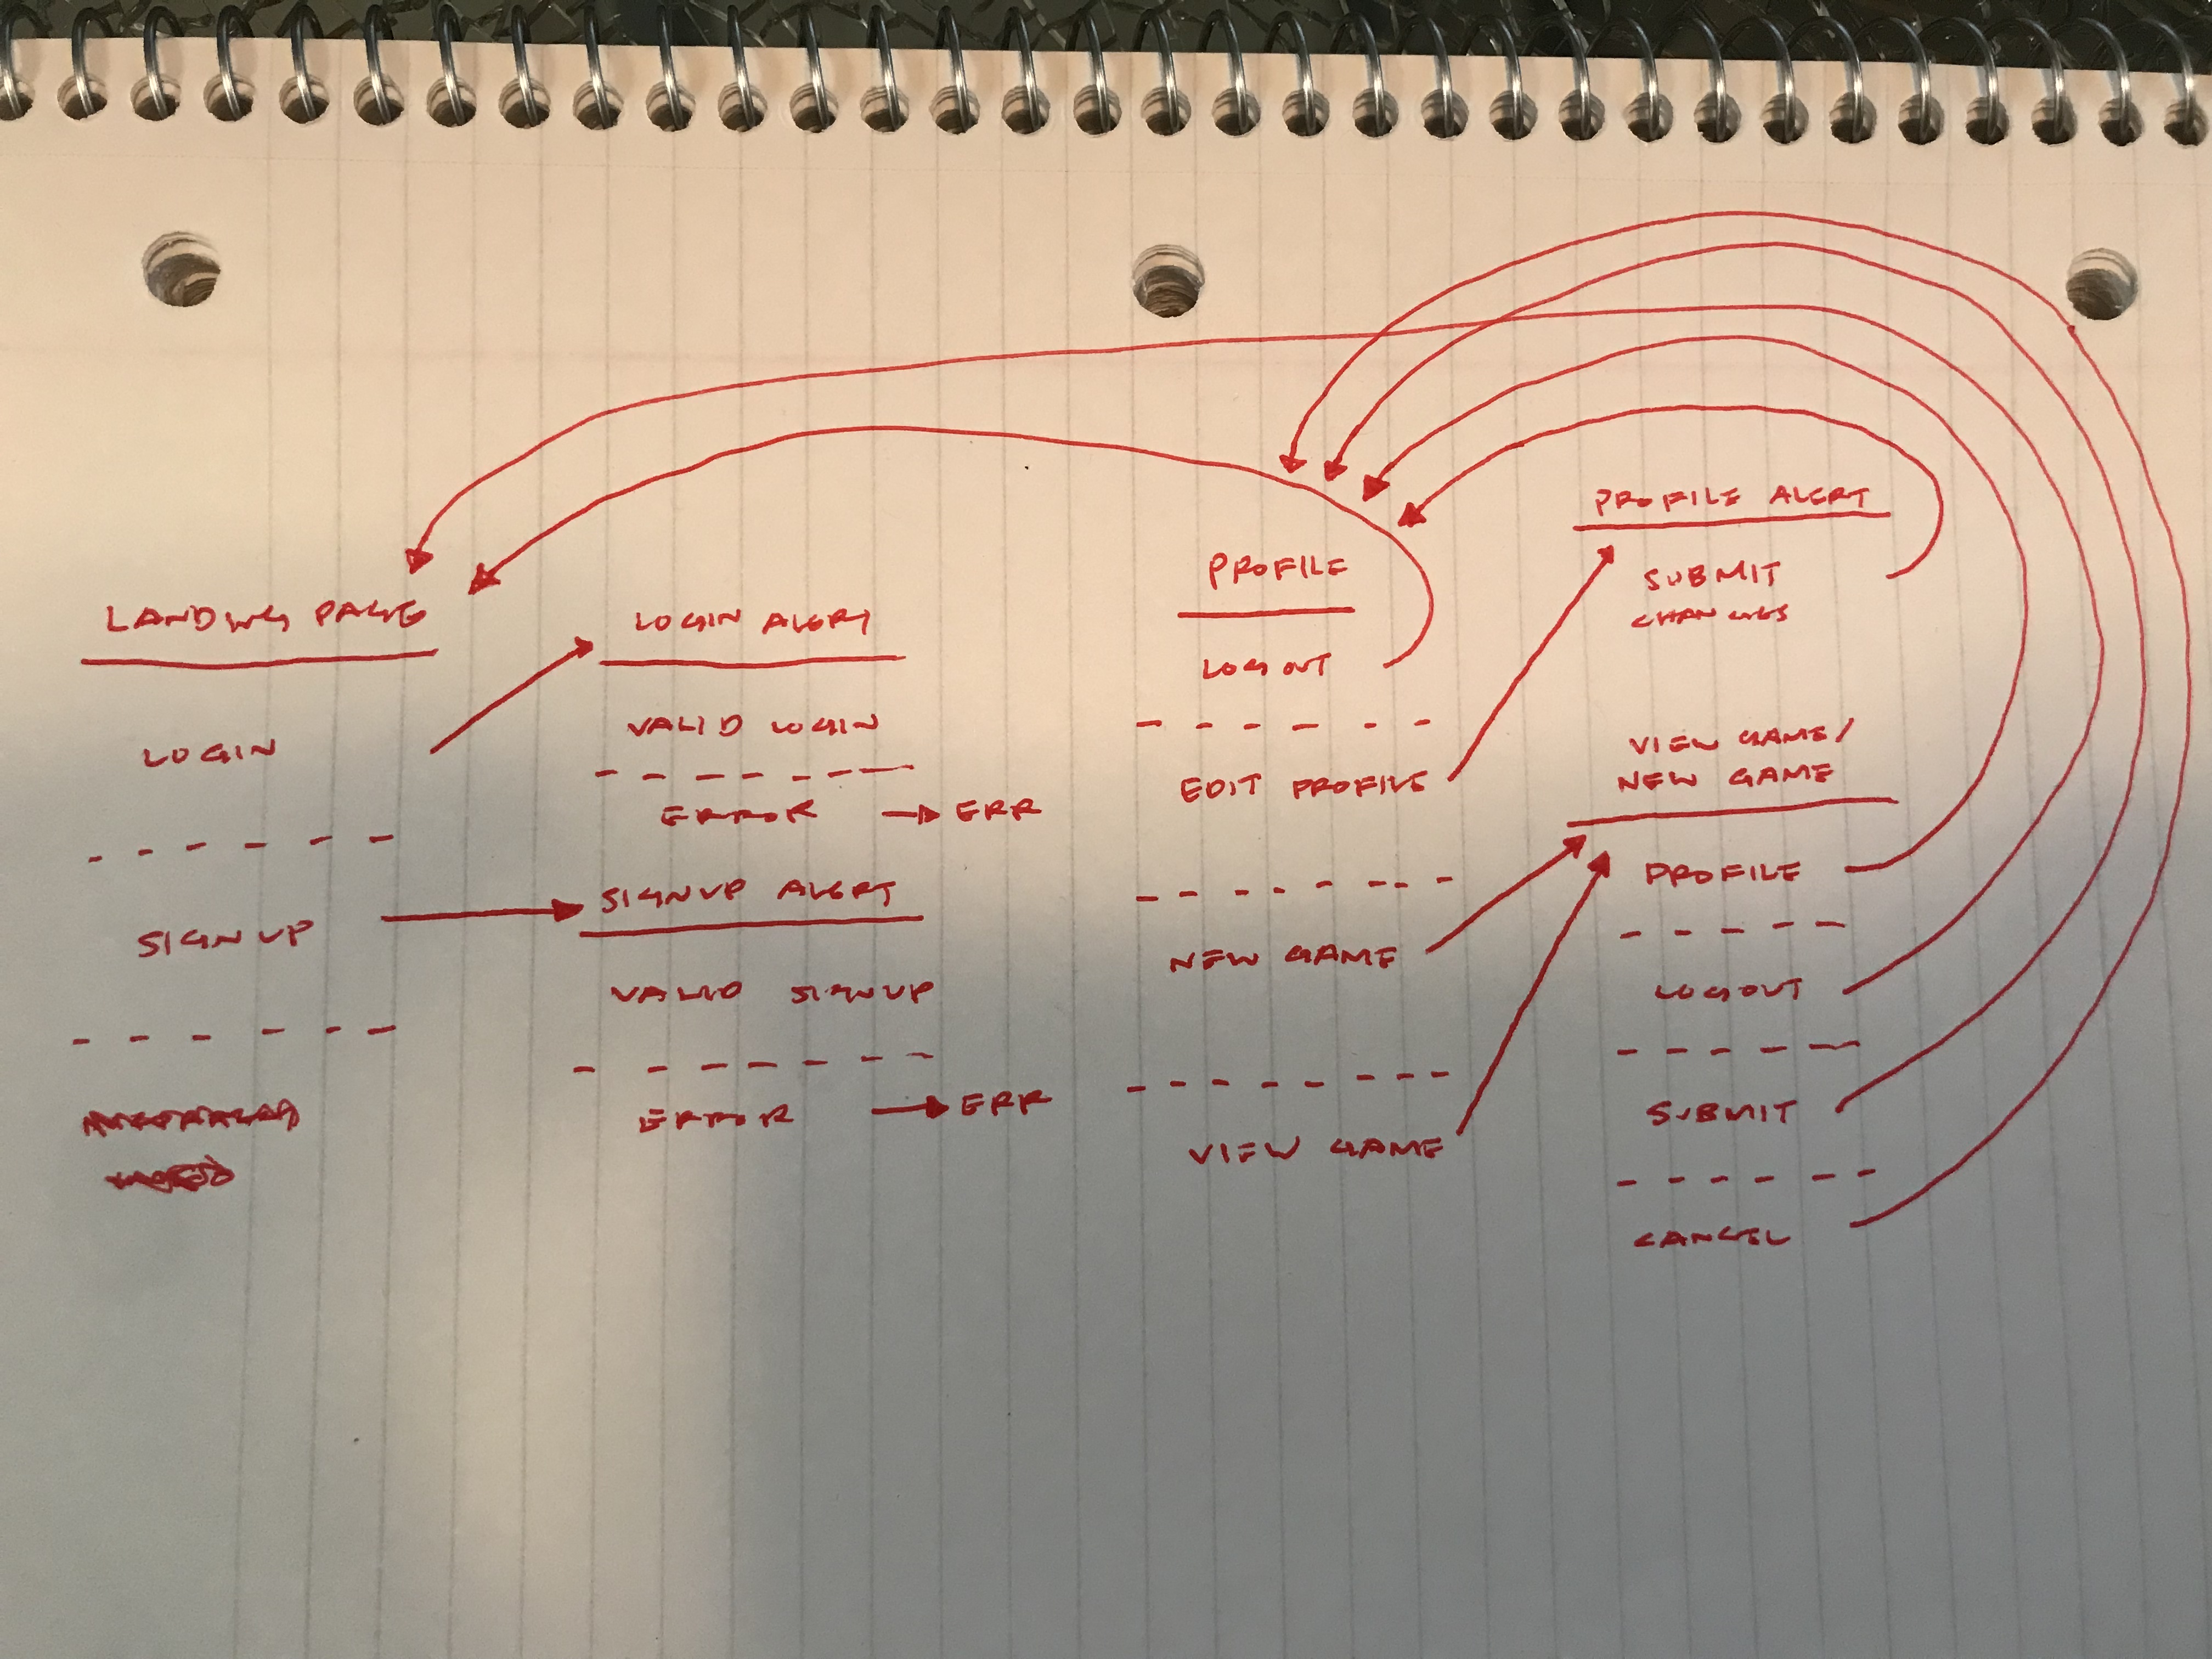 LANDING PAGE
LOGIN
SIGN UP
LOGIN ALERT
VALID LOGIN
ERROR → ERR
SIGNUP ALERT
VALID SIGNUP
ERROR → ERR
PROFILE
LOGOUT
EDIT PROFILE
NEW GAME
VIEW GAME
PROFILE ALERT
SUBMIT
CHANGES
VIEW GAME/
NEW GAME
PROFILE
LOGOUT
SUBMIT
CANCEL